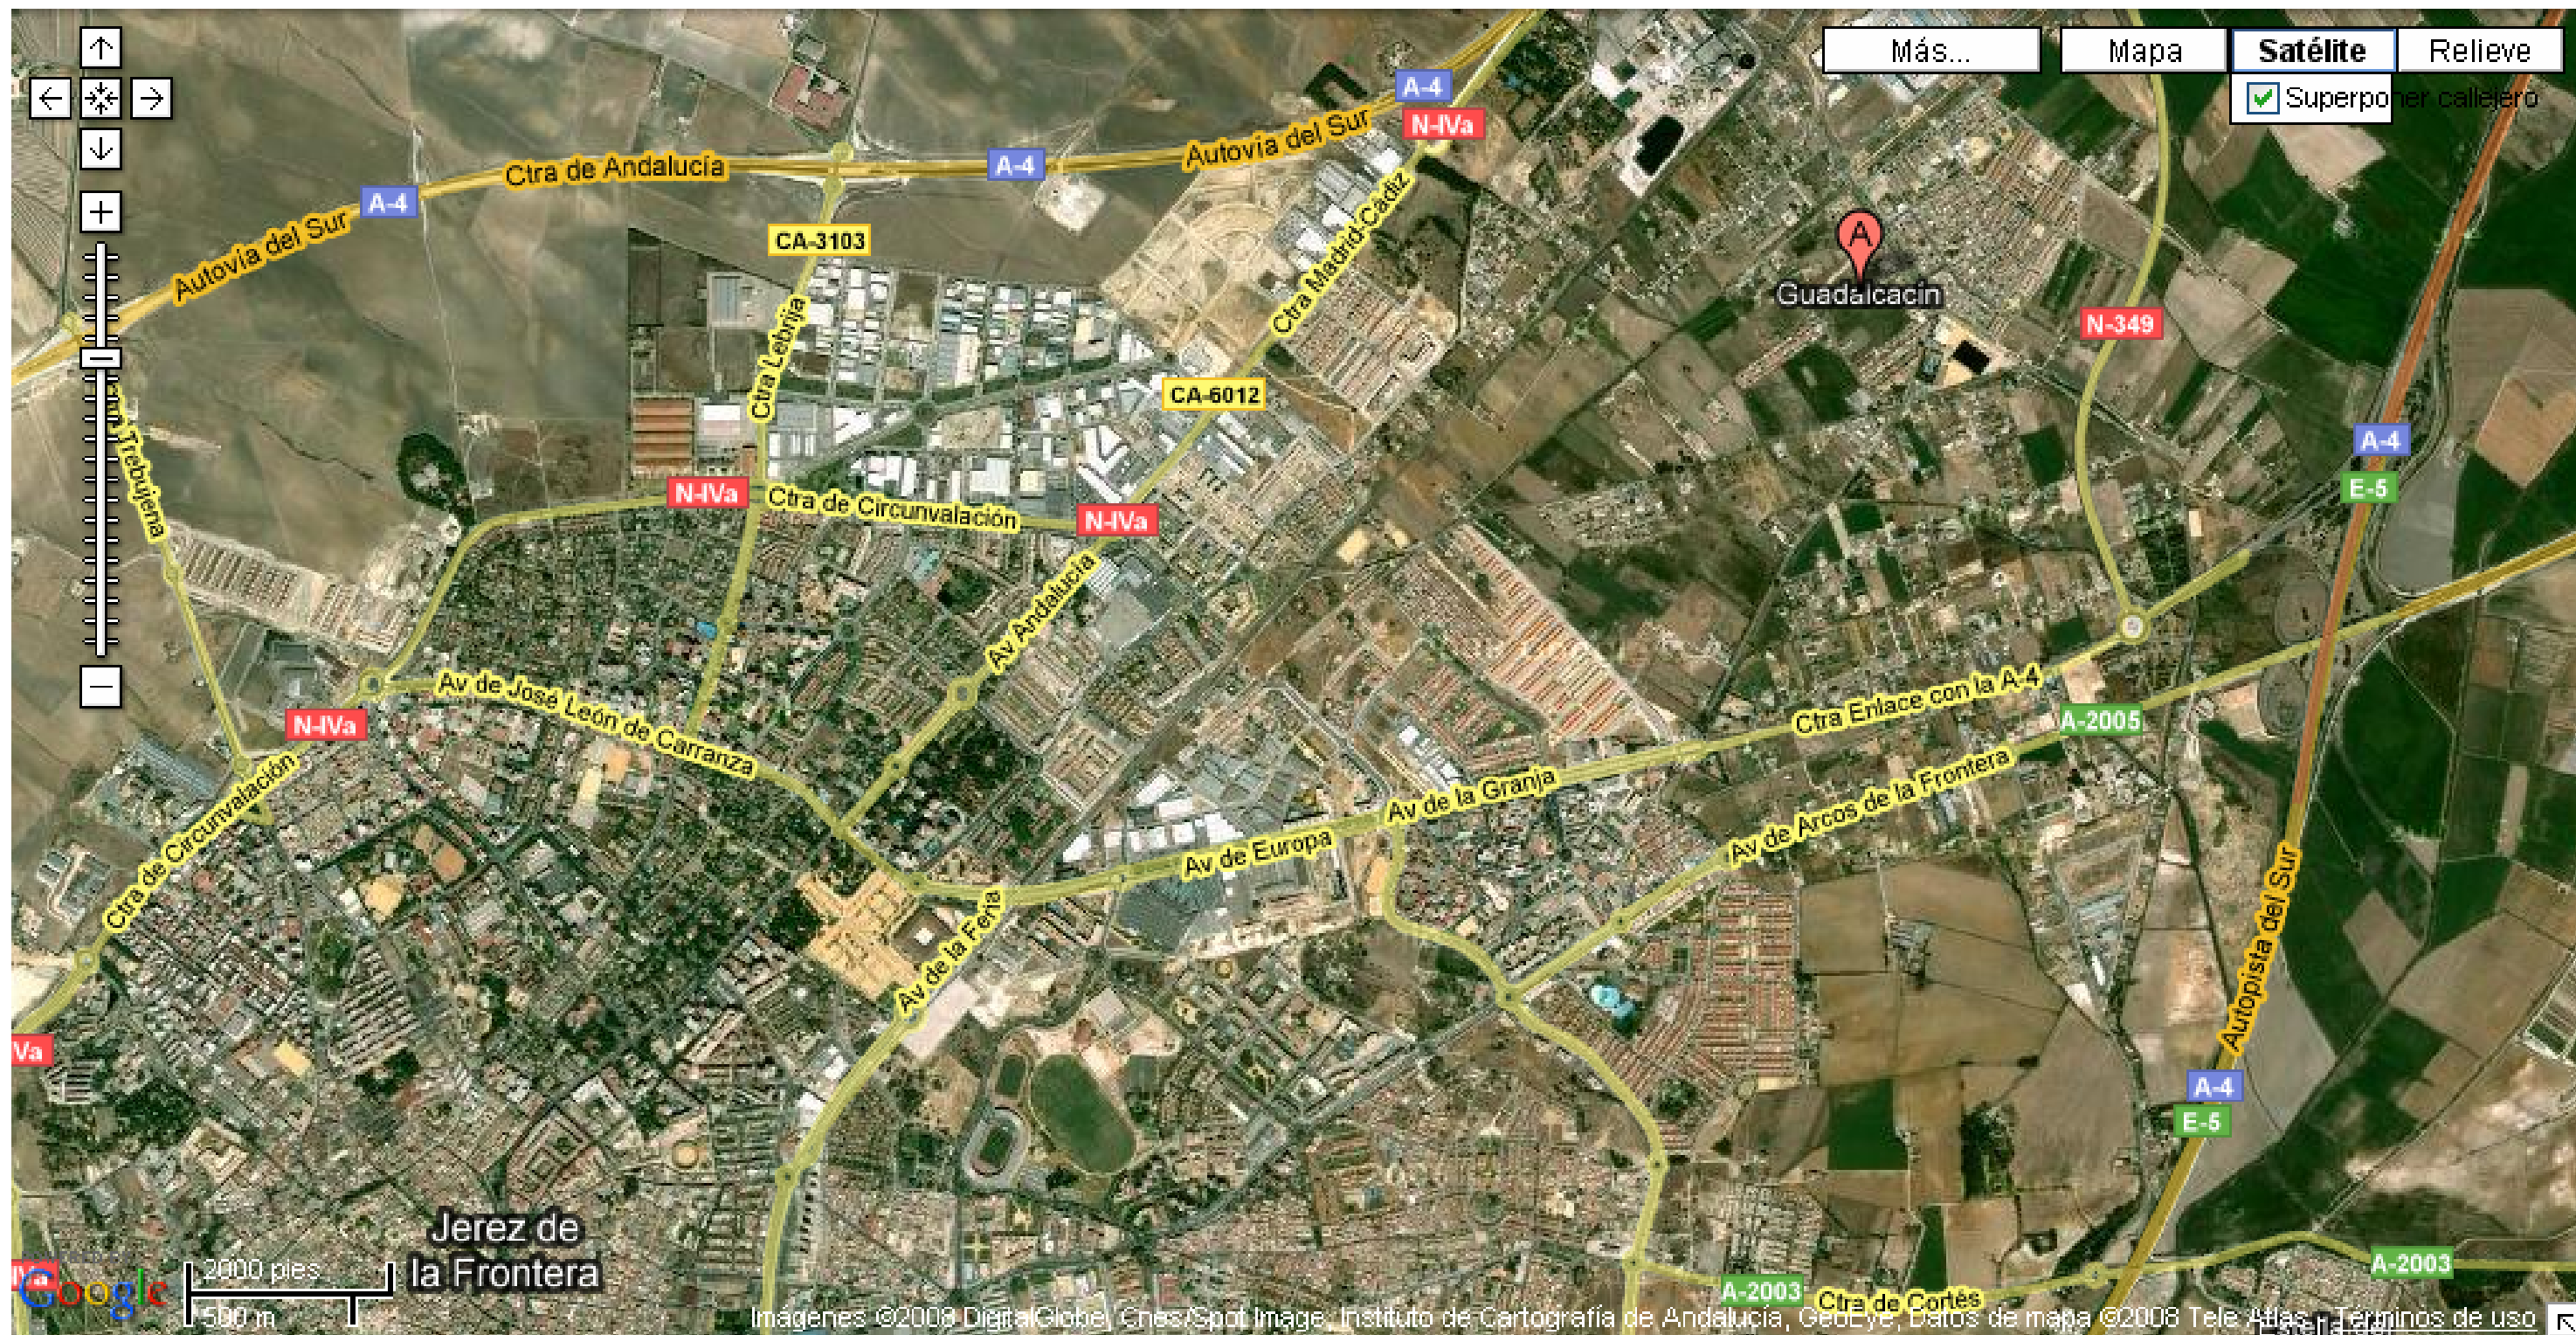 Más...
Mapa
Satélite
Relieve
Superponer callejero
A-4
N-IVa
Autovía del Sur
Ctra de Andalucía
A-4
A-4
Autovía del Sur
CA-3103
Ctra Madrid-Cádiz
A
Guadalcacín
N-349
Ctra Lebrija
CA-6012
A-4
E-5
Trebujena
N-IVa
Ctra de Circunvalación
N-IVa
Av Andalucía
Av de José León de Carranza
N-IVa
Ctra Enlace con la A-4
A-2005
Ctra de Circunvalación
Av de la Granja
Av de Arcos de la Frontera
Av de Europa
Av de la Feria
Autopista del Sur
Va
A-4
E-5
Jerez de
la Frontera
IVa
Google
2000 pies
500 m
A-2003
Ctra de Cortés
A-2003
Imágenes ©2008 DigitalGlobe, Cnes/Spot Image, Instituto de Cartografía de Andalucía, GeoEye, Datos de mapa ©2008 Tele Atlas - Términos de uso